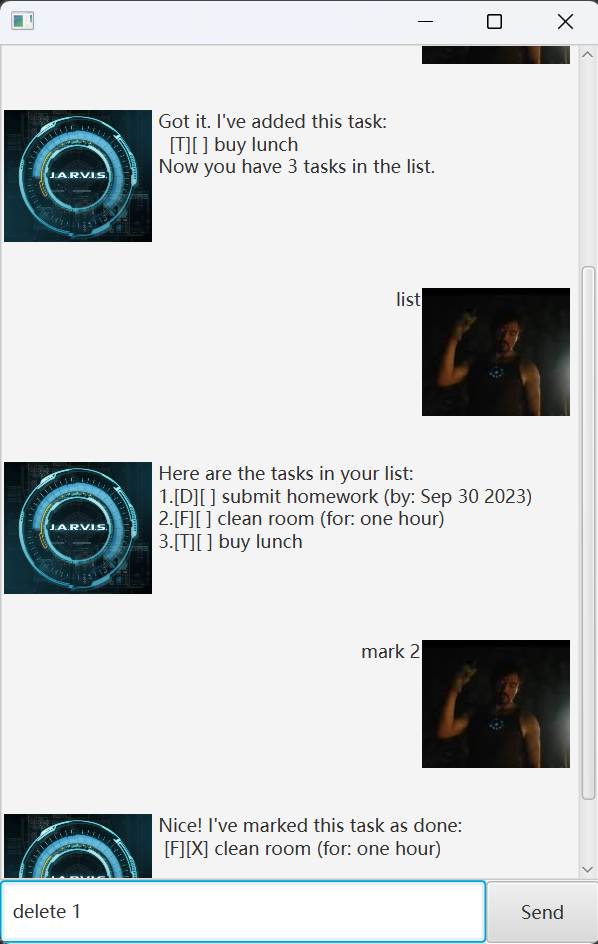 Got it. I've added this task:
[T][ ] buy lunch
Now you have 3 tasks in the list.
J.A.R.V.I.S.
list
Here are the tasks in your list:
1.[D][ ] submit homework (by: Sep 30 2023)
2.[F][ ] clean room (for: one hour)
3.[T][ ] buy lunch
J.A.R.V.I.S.
mark 2
Nice! I've marked this task as done:
[F][X] clean room (for: one hour)
J.A.R.V.I.S.
delete 1
Send